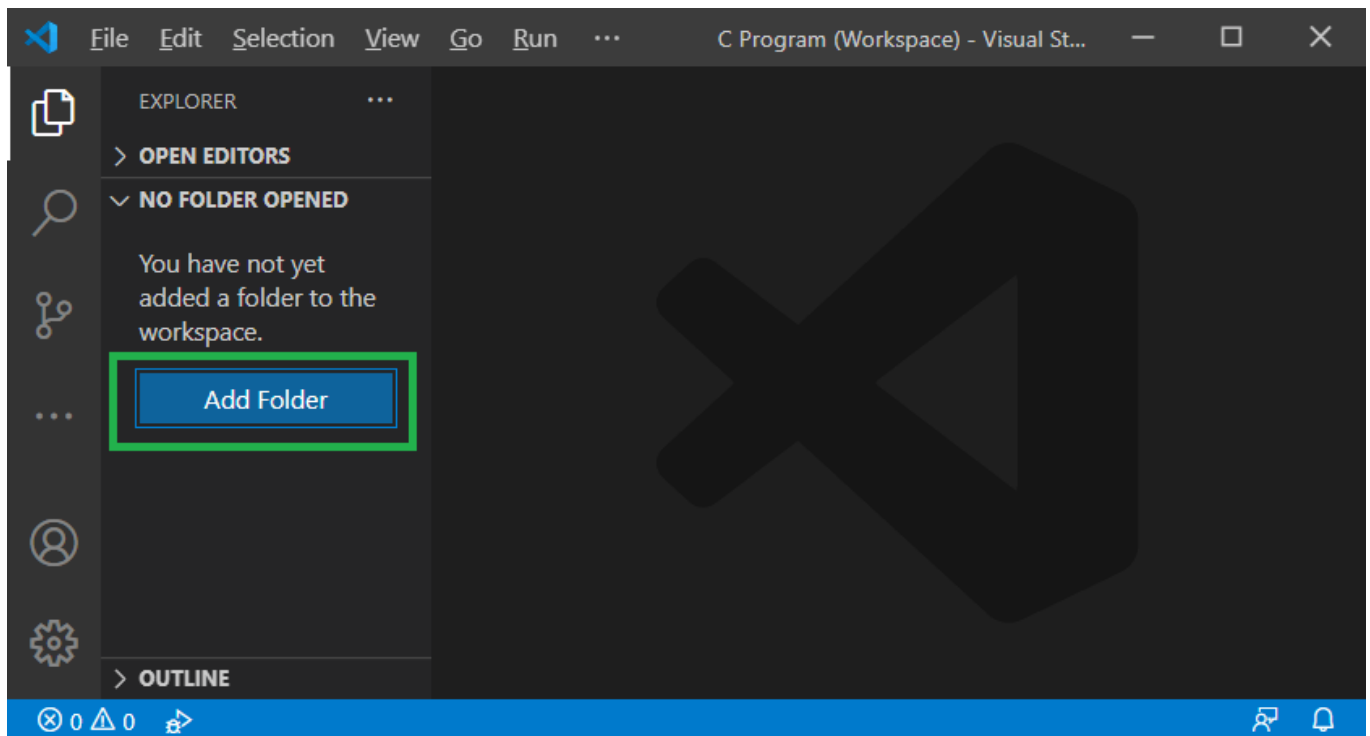 File Edit Selection View Go Run ··· C Program (Workspace) - Visual St...
EXPLORER ···
OPEN EDITORS
NO FOLDER OPENED
You have not yet
added a folder to the
workspace.
Add Folder
OUTLINE
0 0